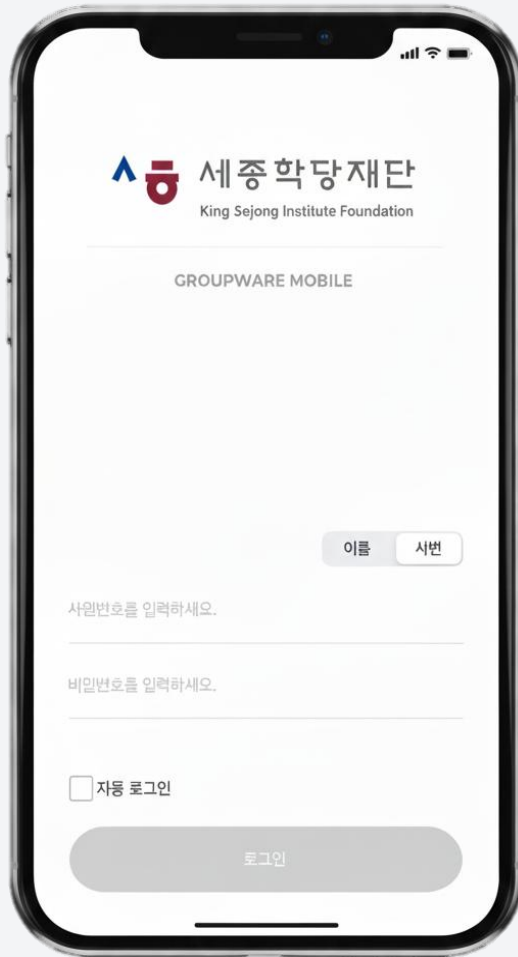 세종학당재단
King Sejong Institute Foundation
GROUPWARE MOBILE
이름 사번
사원번호를 입력하세요.
비밀번호를 입력하세요.
자동 로그인
로그인